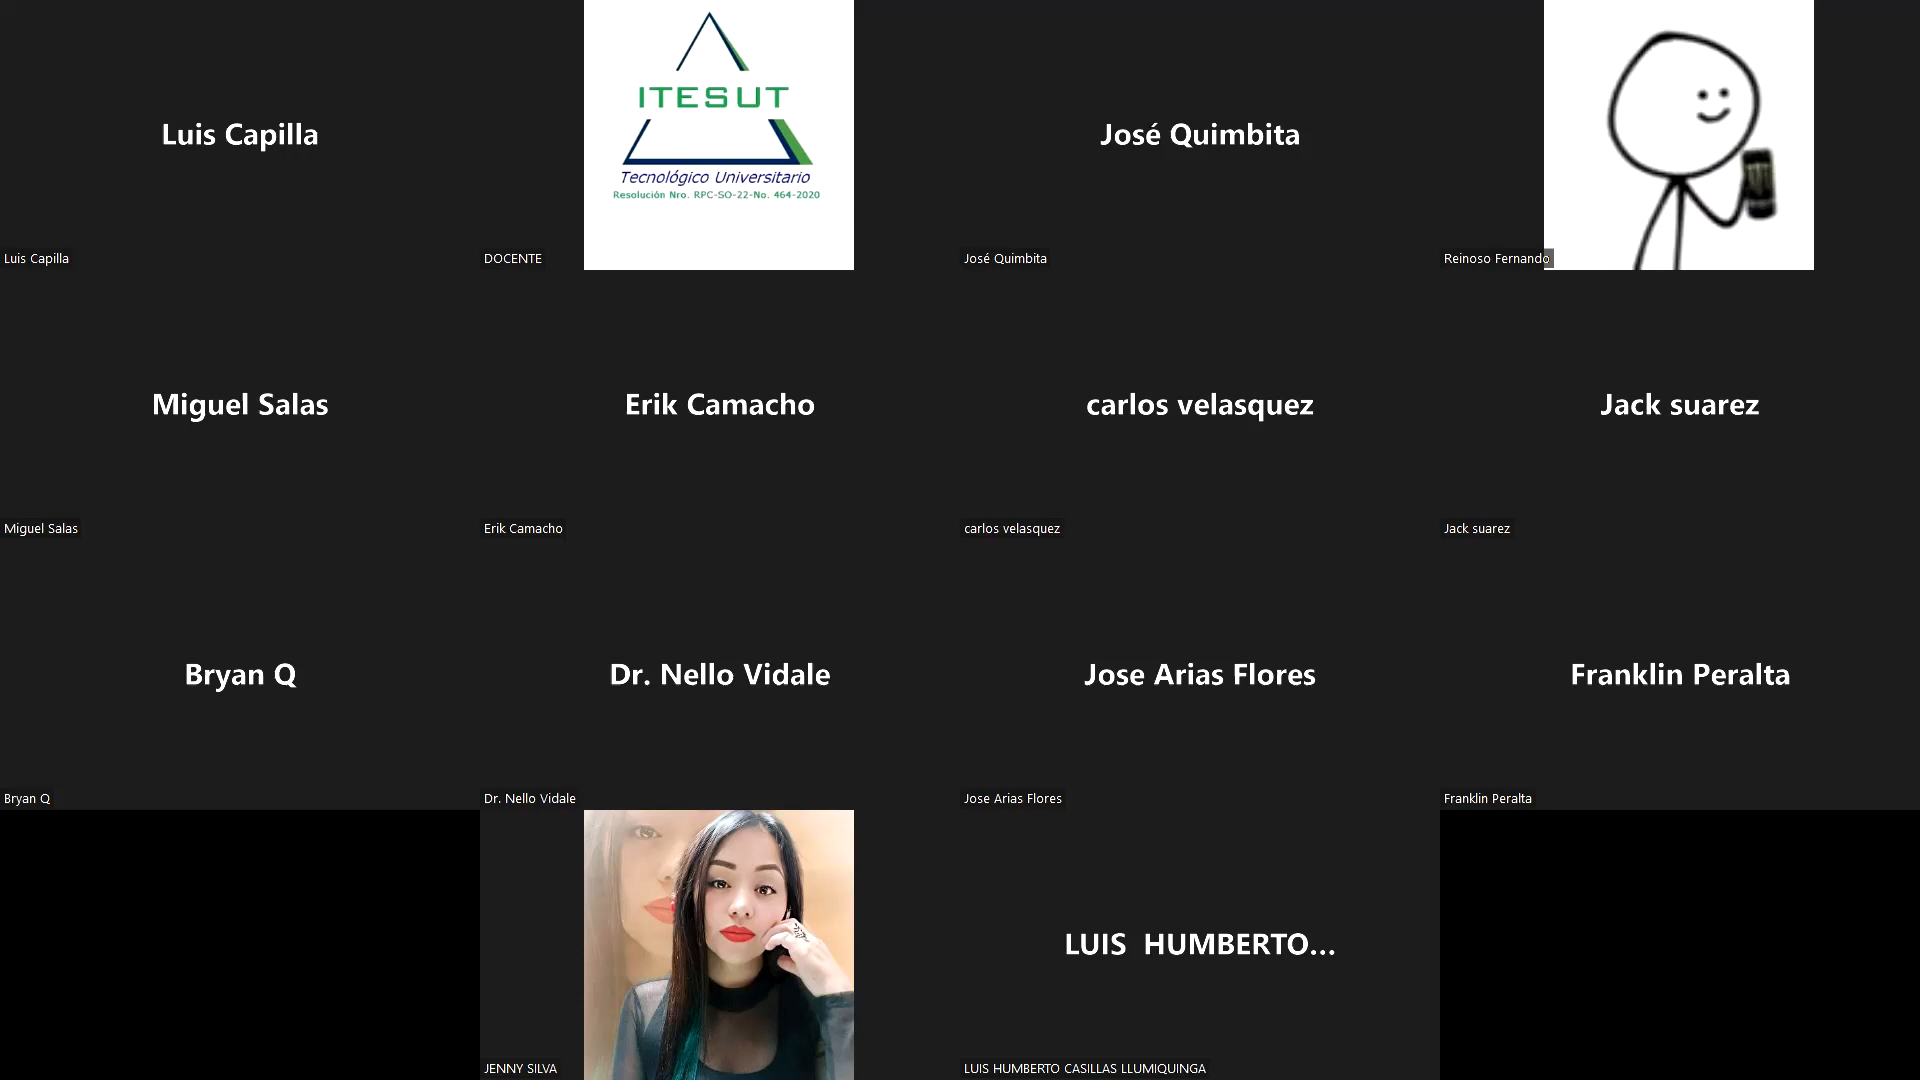 Luis Capilla
Luis Capilla
ITESUT
Tecnológico Universitario
Resolución Nro. RPC-SO-22-No. 464-2020
DOCENTE
José Quimbita
José Quimbita
Reinoso Fernando
Miguel Salas
Miguel Salas
Erik Camacho
Erik Camacho
carlos velasquez
carlos velasquez
Jack suarez
Jack suarez
Bryan Q
Bryan Q
Dr. Nello Vidale
Dr. Nello Vidale
Jose Arias Flores
Jose Arias Flores
Franklin Peralta
Franklin Peralta
JENNY SILVA
LUIS  HUMBERTO...
LUIS HUMBERTO CASILLAS LLUMIQUINGA